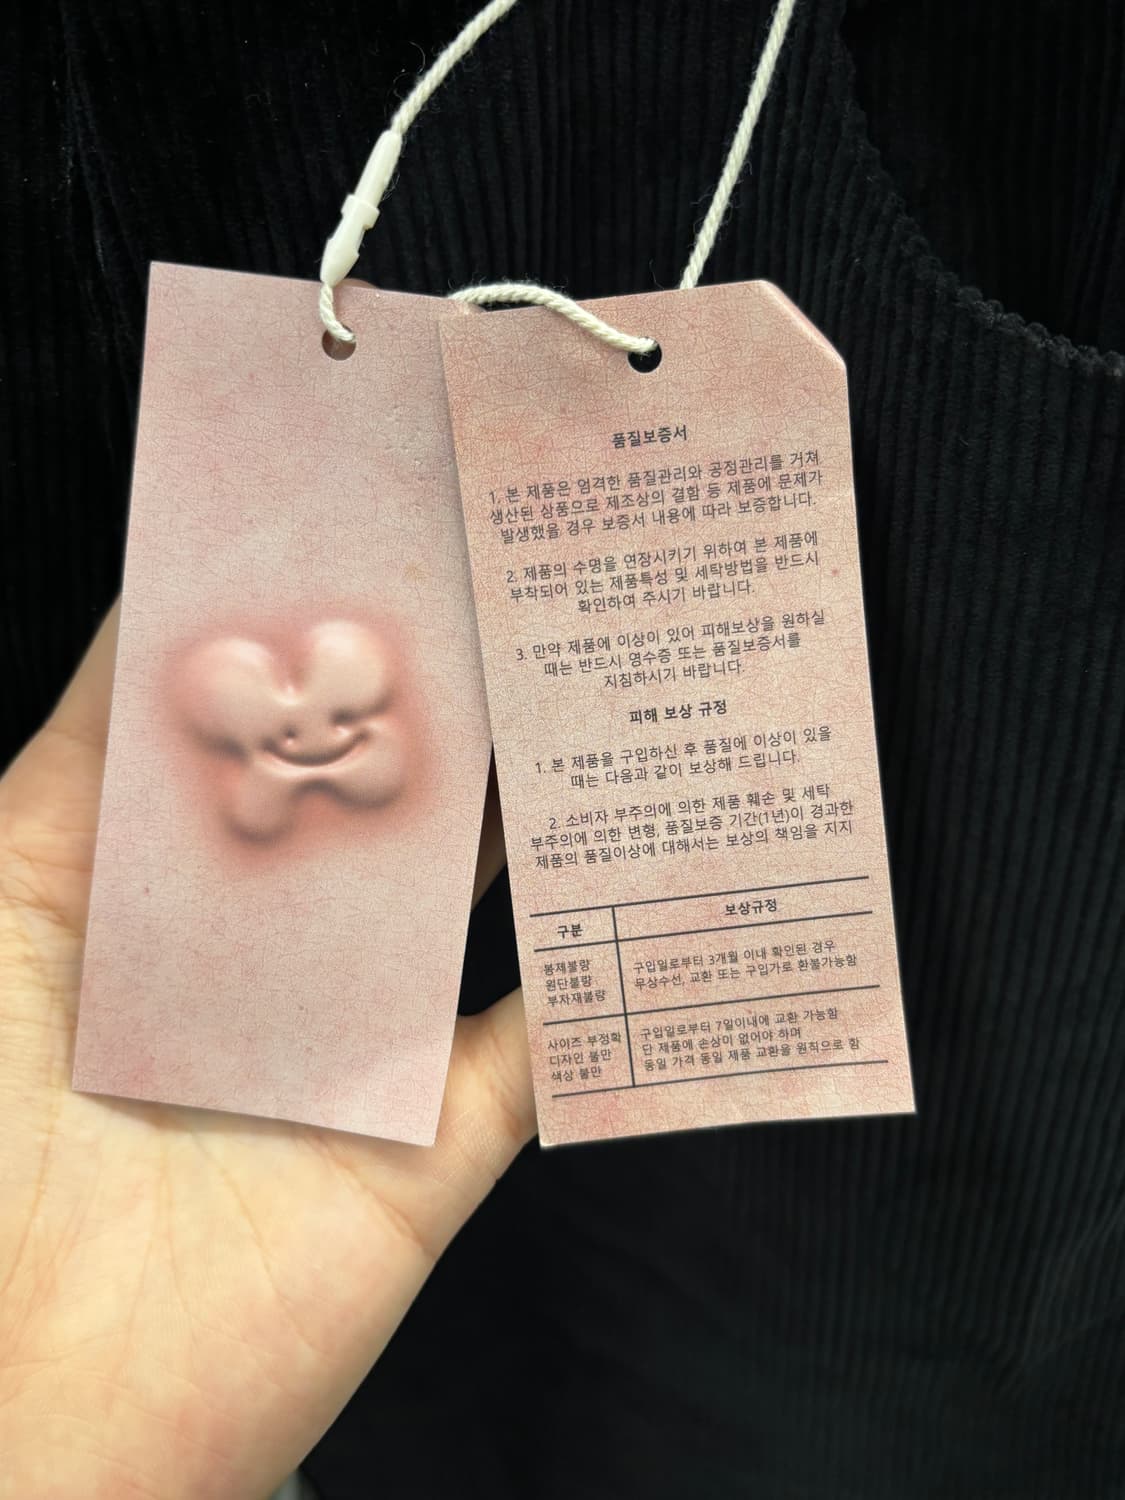 품질보증서
1. 본 제품은 엄격한 품질관리와 공정관리를 거쳐
생산된 상품으로 제조상의 결함 등 제품에 문제가
발생했을 경우 보증서 내용에 따라 보증합니다.
2. 제품의 수명을 연장시키기 위하여 본 제품에
부착되어 있는 제품특성 및 세탁방법을 반드시
확인하여 주시기 바랍니다.
3. 만약 제품에 이상이 있어 피해보상을 원하실
때는 반드시 영수증 또는 품질보증서를
지침하시기 바랍니다.
피해 보상 규정
1. 본 제품을 구입하신 후 품질에 이상이 있을
때는 다음과 같이 보상해 드립니다.
2. 소비자 부주의에 의한 제품 훼손 및 세탁
부주의에 의한 변형, 품질보증 기간(1년)이 경과한
제품의 품질이상에 대해서는 보상의 책임을 지지
구분
보상규정
봉제불량
원단불량
부자재불량
구입일로부터 3개월 이내 확인된 경우
무상수선, 교환 또는 구입가로 환불가능함
사이즈 부정확
디자인 불만
색상 불만
구입일로부터 7일이내에 교환 가능함
단 제품에 손상이 없어야 하며
동일 가격 동일 제품 교환을 원칙으로 함